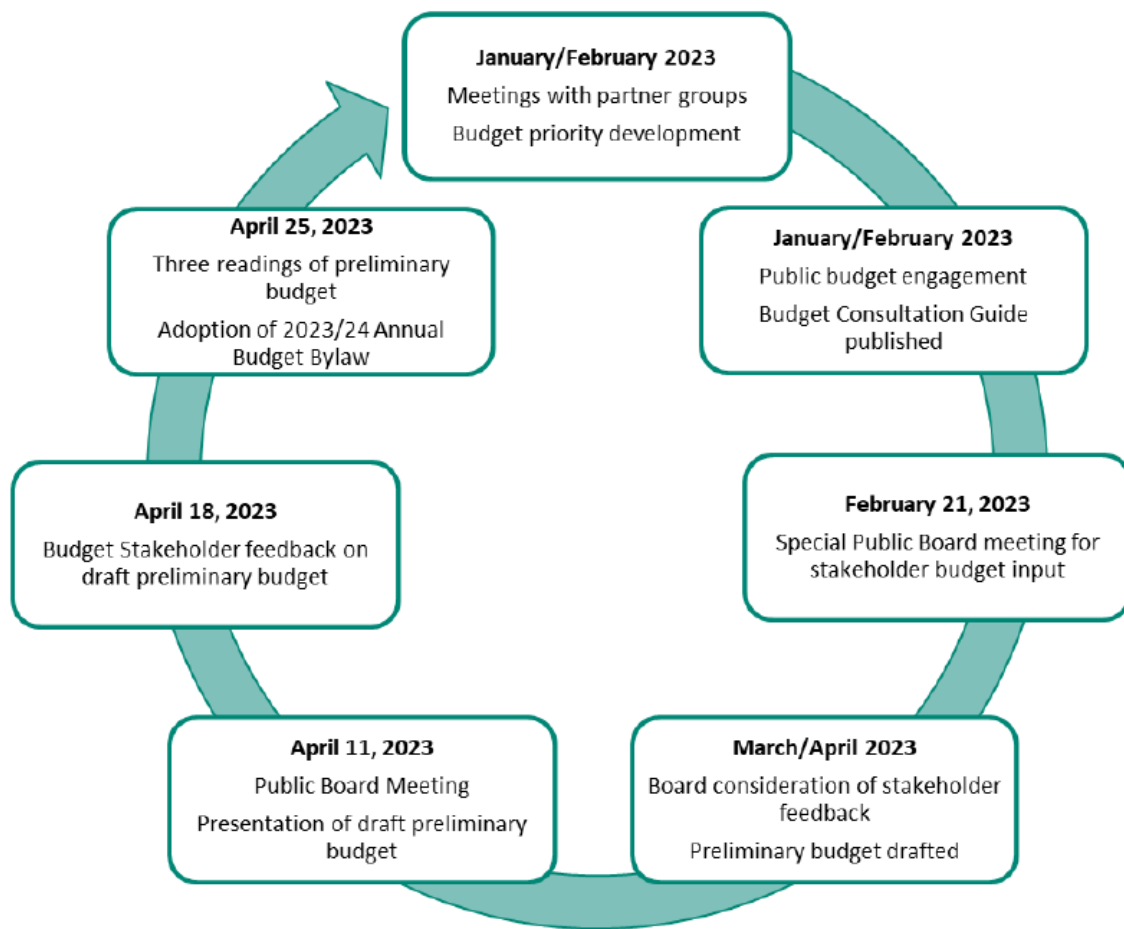 January/February 2023
Meetings with partner groups
Budget priority development
January/February 2023
Public budget engagement
Budget Consultation Guide
published
February 21, 2023
Special Public Board meeting for
stakeholder budget input
March/April 2023
Board consideration of stakeholder
feedback
Preliminary budget drafted
April 11, 2023
Public Board Meeting
Presentation of draft preliminary
budget
April 18, 2023
Budget Stakeholder feedback on
draft preliminary budget
April 25, 2023
Three readings of preliminary
budget
Adoption of 2023/24 Annual
Budget Bylaw